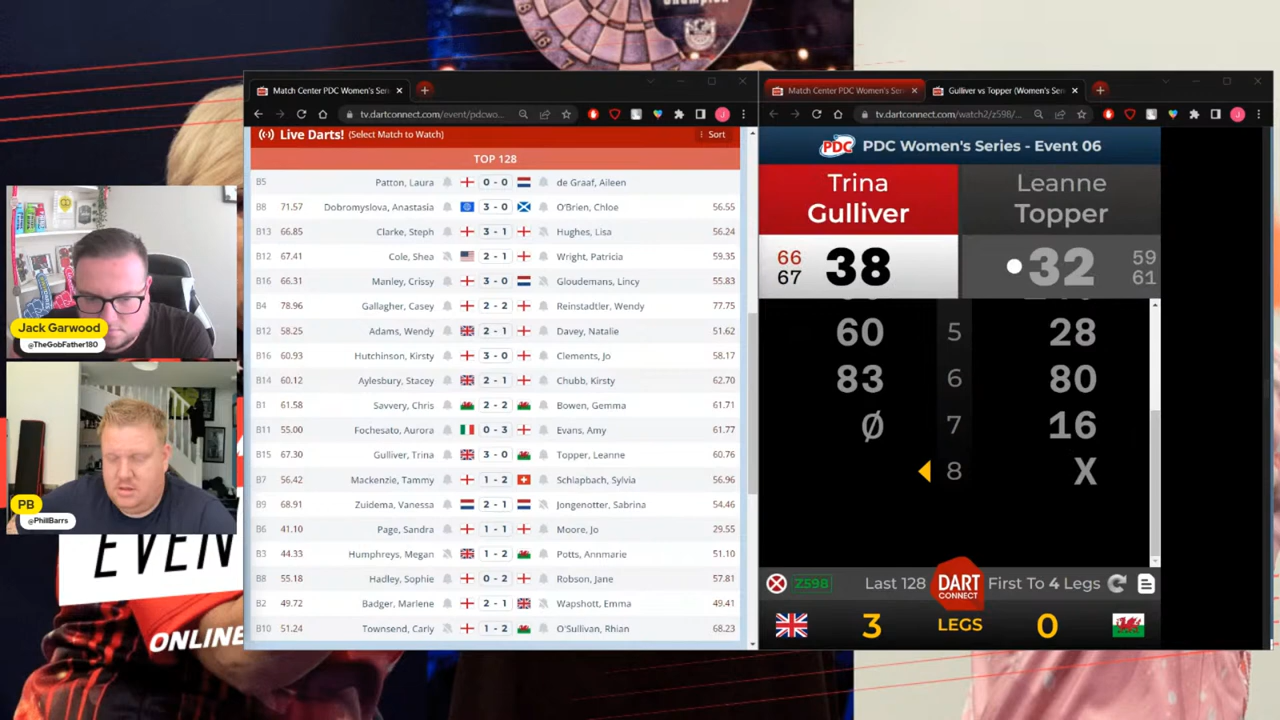 Match Center PDC Women's Seri
tv.dartconnect.com/event/pdcwo...
Live Darts! (Select Match to Watch)
Sort
TOP 128
B5 Patton, Laura 0 - 0 de Graaf, Aileen
B8 71.57 Dobromyslova, Anastasia 3 - 0 O'Brien, Chloe 56.55
B13 66.85 Clarke, Steph 3 - 1 Hughes, Lisa 56.24
B12 67.41 Cole, Shea 2 - 1 Wright, Patricia 59.35
B16 66.31 Manley, Crissy 3 - 0 Gloudemans, Lincy 55.83
B4 78.96 Gallagher, Casey 2 - 2 Reinstadtler, Wendy 77.75
B12 58.25 Adams, Wendy 2 - 1 Davey, Natalie 51.62
B16 60.93 Hutchinson, Kirsty 3 - 0 Clements, Jo 58.17
B14 60.12 Aylesbury, Stacey 2 - 1 Chubb, Kirsty 62.70
B1 61.58 Savvery, Chris 2 - 2 Bowen, Gemma 61.71
B11 55.00 Fochesato, Aurora 0 - 3 Evans, Amy 61.77
B15 67.30 Gulliver, Trina 3 - 0 Topper, Leanne 60.76
B7 56.42 Mackenzie, Tammy 1 - 2 Schlapbach, Sylvia 56.96
B9 68.91 Zuidema, Vanessa 2 - 1 Jongenotter, Sabrina 54.46
B6 41.10 Page, Sandra 1 - 1 Moore, Jo 29.55
B3 44.33 Humphreys, Megan 1 - 2 Potts, Annmarie 51.10
B8 55.18 Hadley, Sophie 0 - 2 Robson, Jane 57.81
B2 49.72 Badger, Marlene 2 - 1 Wapshott, Emma 49.41
B10 51.24 Townsend, Carly 1 - 2 O'Sullivan, Rhian 68.23
Match Center PDC Women's Seri
Gulliver vs Topper (Women's Ser
tv.dartconnect.com/watch2/z598/...
PDC PDC Women's Series - Event 06
Trina
Gulliver
Leanne
Topper
66
67
38
32
59
61
60 5 28
83 6 80
Ø 7 16
8 X
Z598 Last 128 DART
CONNECT First To 4 Legs
3 LEGS 0
Jack Garwood
@TheGobFather180
PB
@PhillBarrs
EVEN
ONLINE